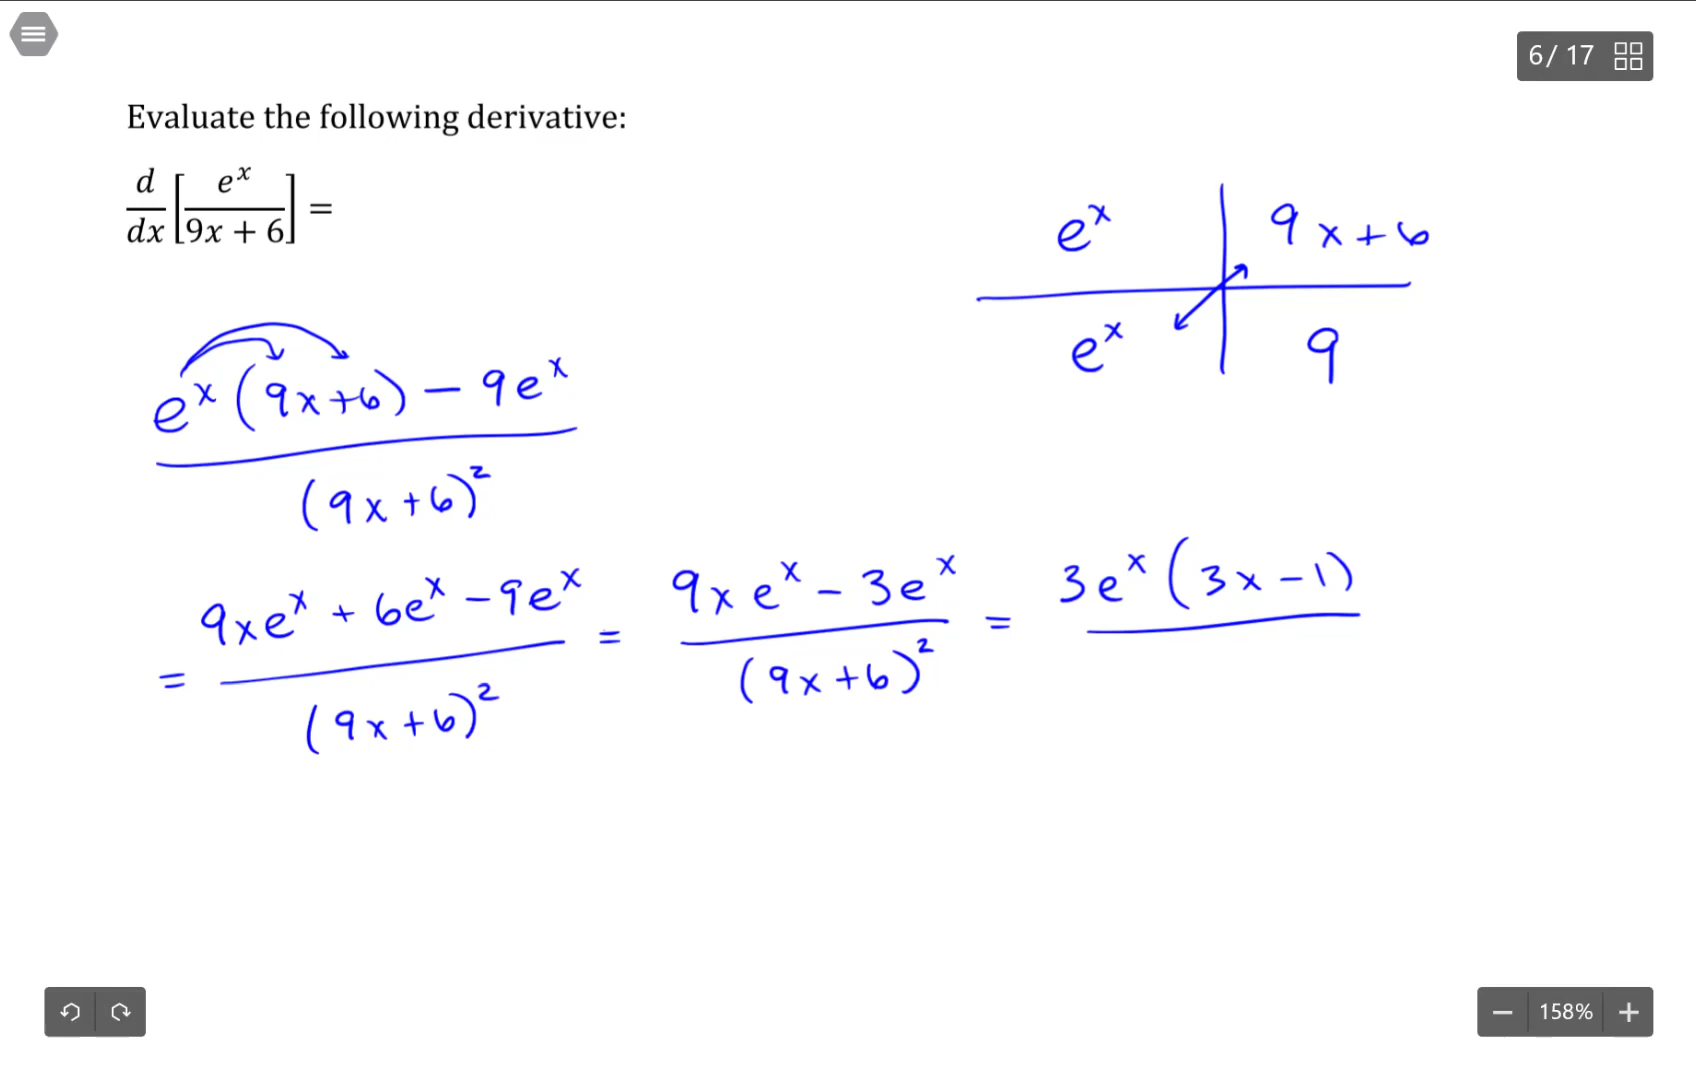 6 / 17
Evaluate the following derivative:
d/dx [e^x/(9x + 6)] =
e^x | 9x+6
e^x | 9
(e^x(9x+6) - 9e^x)/(9x+6)^2
= (9xe^x + 6e^x - 9e^x)/(9x+6)^2 = (9xe^x - 3e^x)/(9x+6)^2 = 3e^x(3x-1)
158%